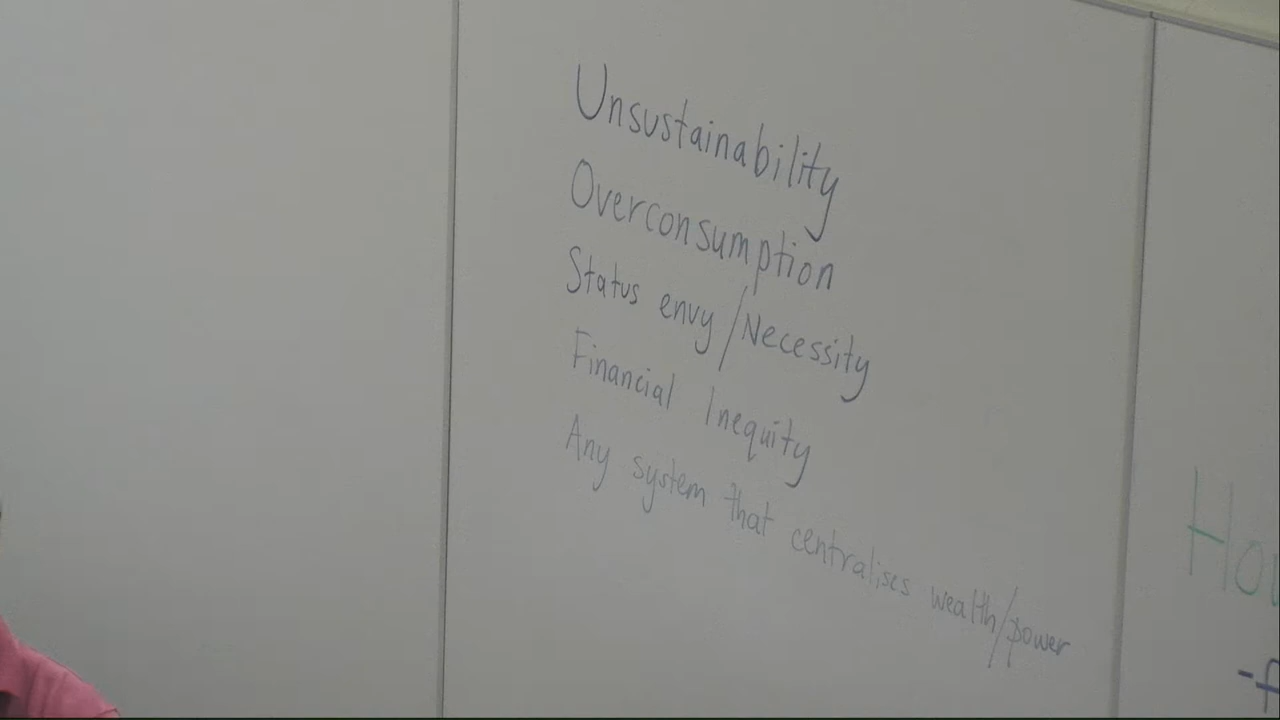 Unsustainability
Overconsumption
Status envy/Necessity
Financial Inequity
Any system that centralises wealth/power